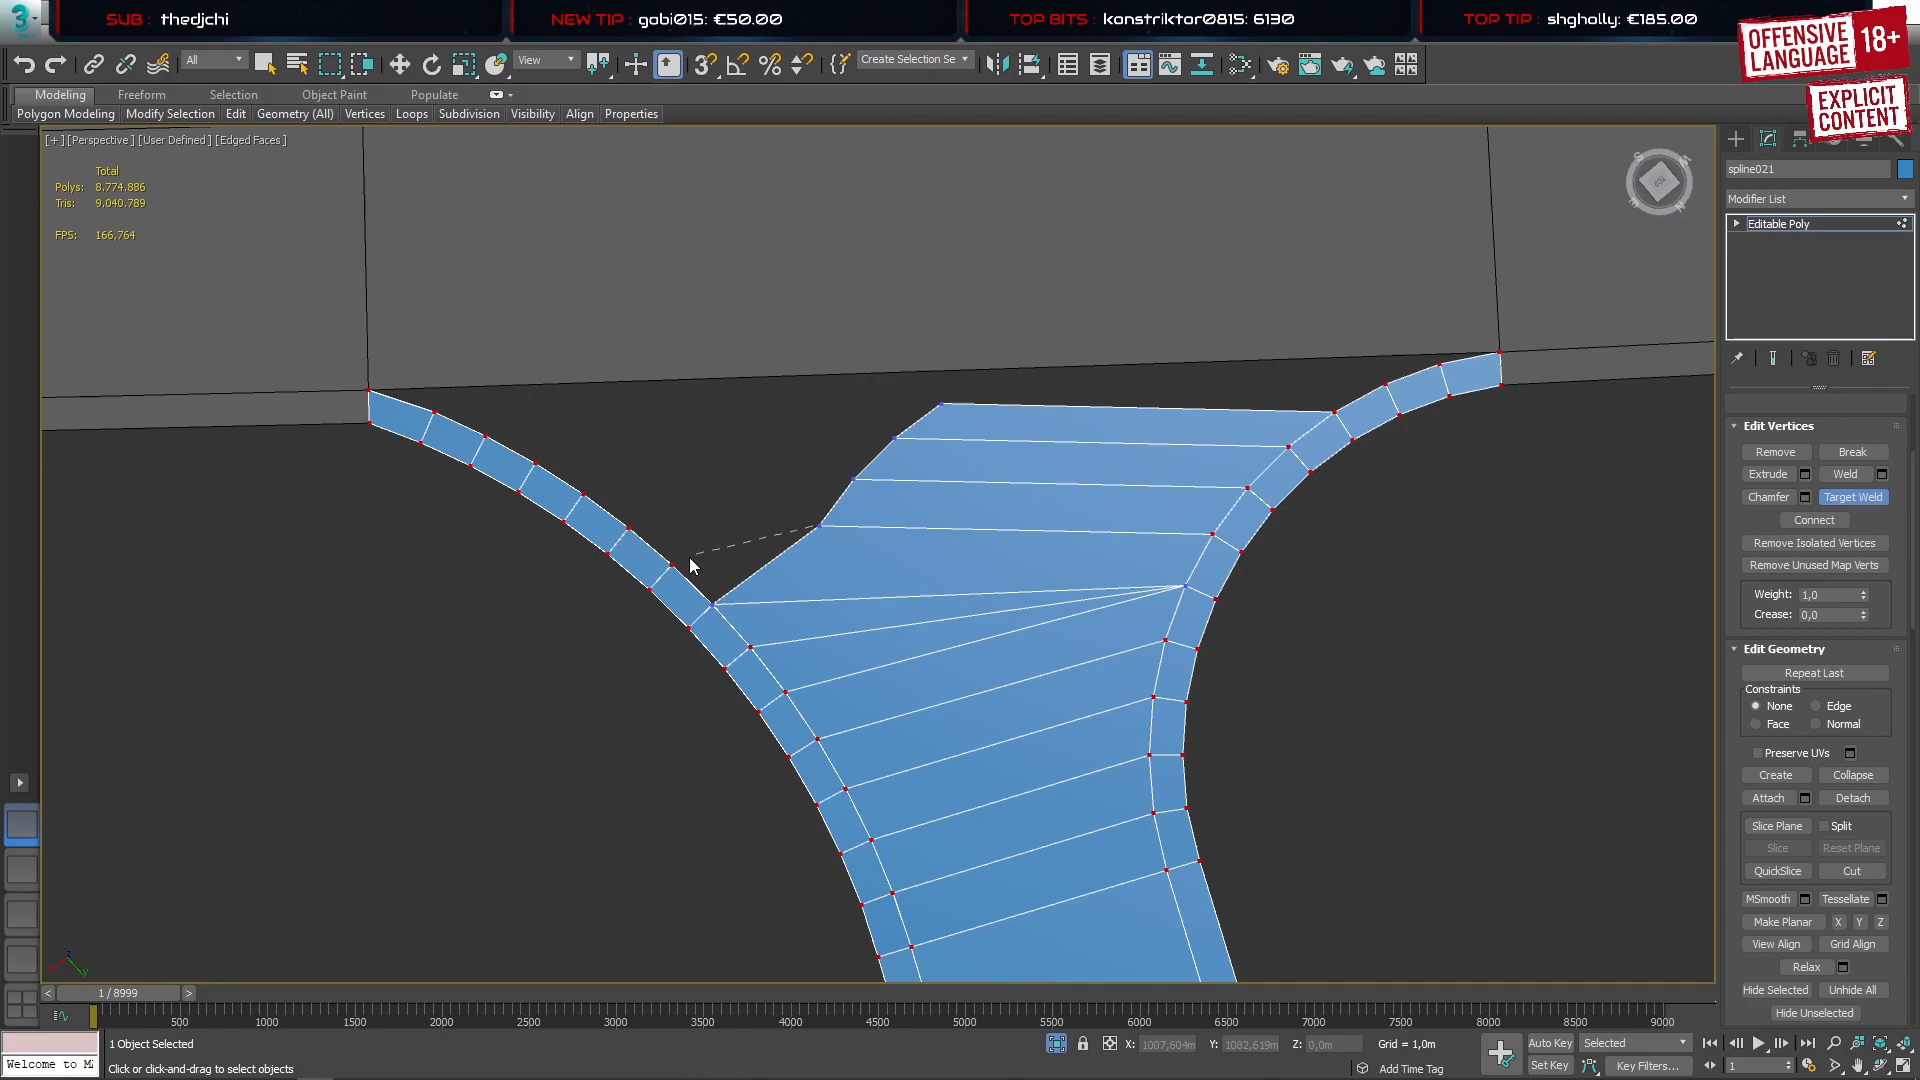 SUB : thedjchi
NEW TIP : gabi015: €50.00
TOP BITS : konstriktor0815: 6130
TOP TIP : shgholly: €185.00
OFFENSIVE LANGUAGE 18+
EXPLICIT CONTENT
All
View
Create Selection Se
Modeling Freeform Selection Object Paint Populate
Polygon Modeling Modify Selection Edit Geometry (All) Vertices Loops Subdivision Visibility Align Properties
[+] [Perspective] [User Defined] [Edged Faces]
Total
Polys: 8.774.886
Tris: 9.040.789
FPS: 166,764
spline021
Modifier List
Editable Poly
Edit Vertices
Remove Break
Extrude Weld
Chamfer Target Weld
Connect
Remove Isolated Vertices
Remove Unused Map Verts
Weight: 1,0
Crease: 0,0
Edit Geometry
Repeat Last
Constraints
None Edge
Face Normal
Preserve UVs
Create Collapse
Attach Detach
Slice Plane Split
Slice Reset Plane
QuickSlice Cut
MSmooth Tessellate
Make Planar X Y Z
View Align Grid Align
Relax
Hide Selected Unhide All
Hide Unselected
< 1 / 8999 >
500 1000 1500 2000 2500 3000 3500 4000 4500 5000 5500 6000 6500 7000 7500 8000 8500 9000
1 Object Selected
X: 1007,604m Y: 1082,619m Z: 0,0m Grid = 1,0m
Auto Key Selected
Welcome to M
Click or click-and-drag to select objects
Add Time Tag
Set Key Key Filters... 1